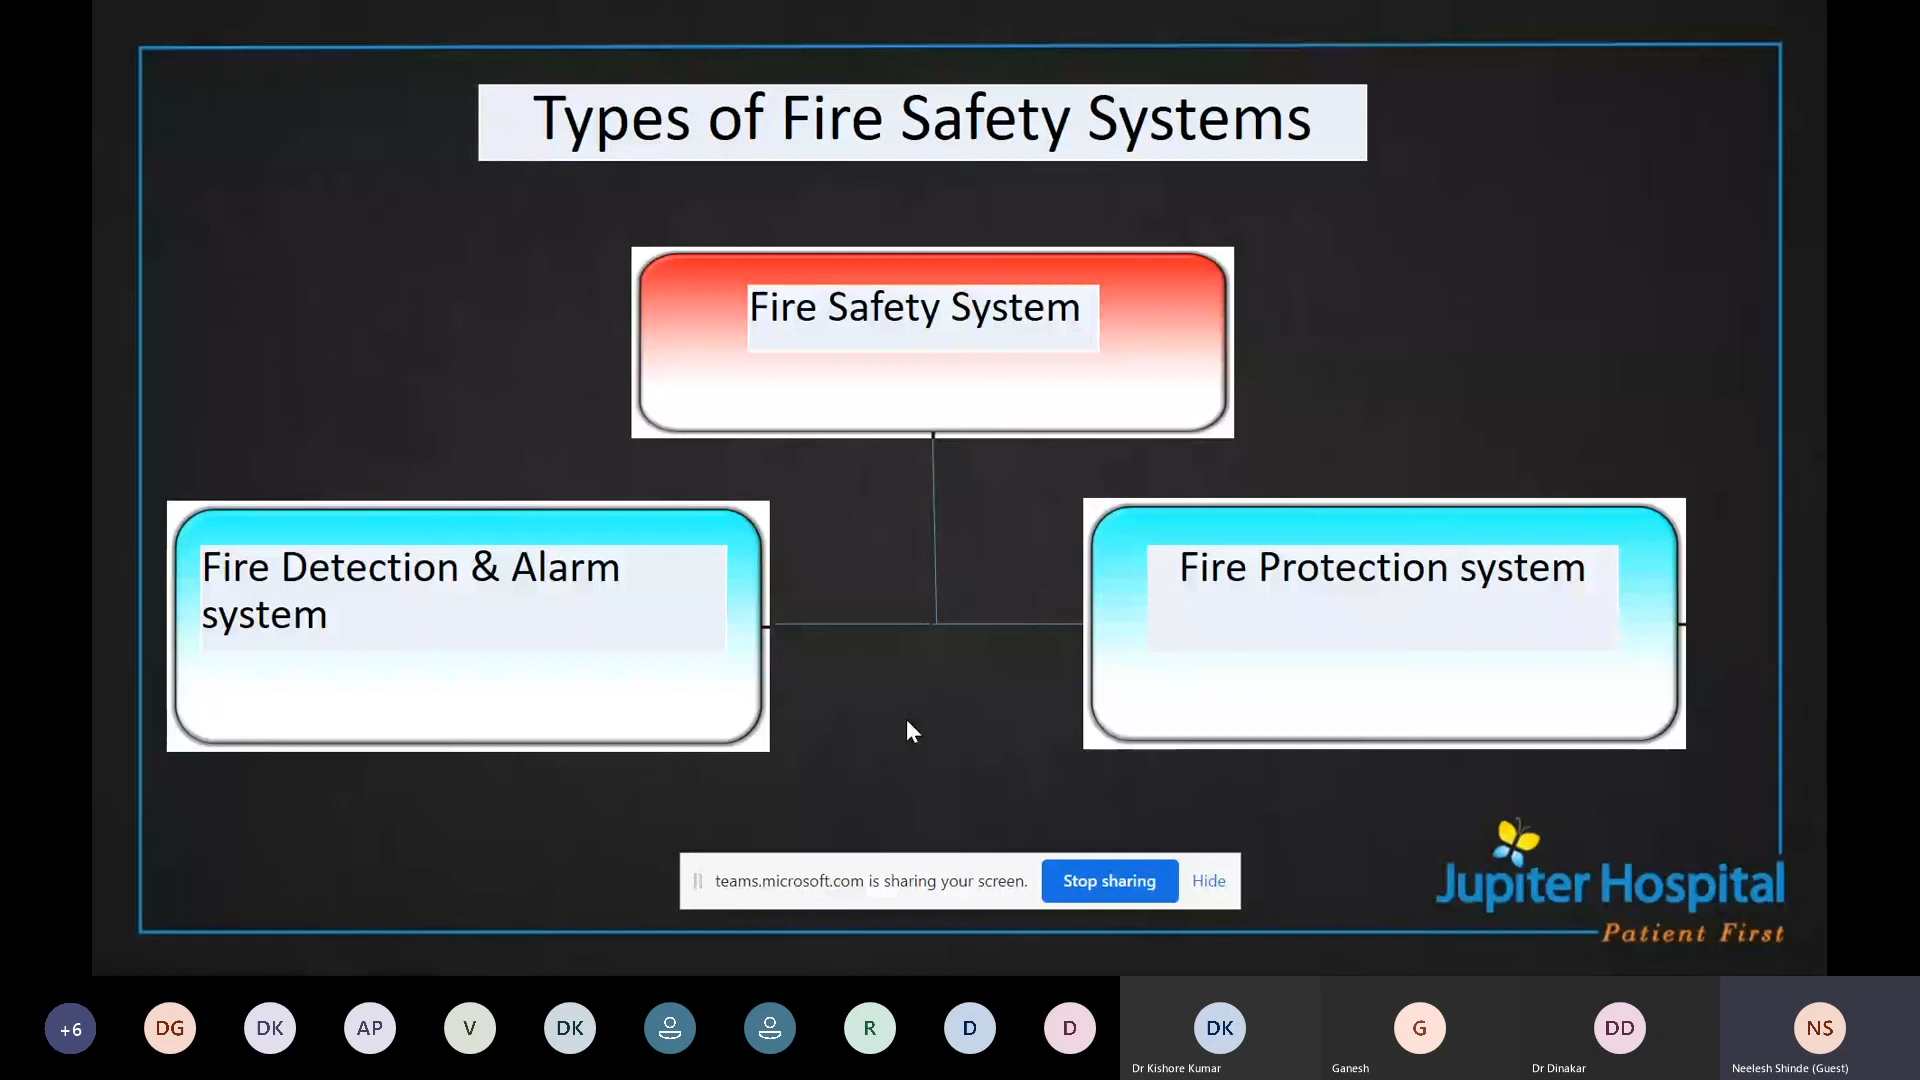 Types of Fire Safety Systems
Fire Safety System
Fire Detection & Alarm
system
Fire Protection system
teams.microsoft.com is sharing your screen.
Stop sharing
Hide
Jupiter Hospital
Patient First
+6
DG
DK
AP
V
DK
R
D
D
DK
Dr Kishore Kumar
G
Ganesh
DD
Dr Dinakar
NS
Neelesh Shinde (Guest)